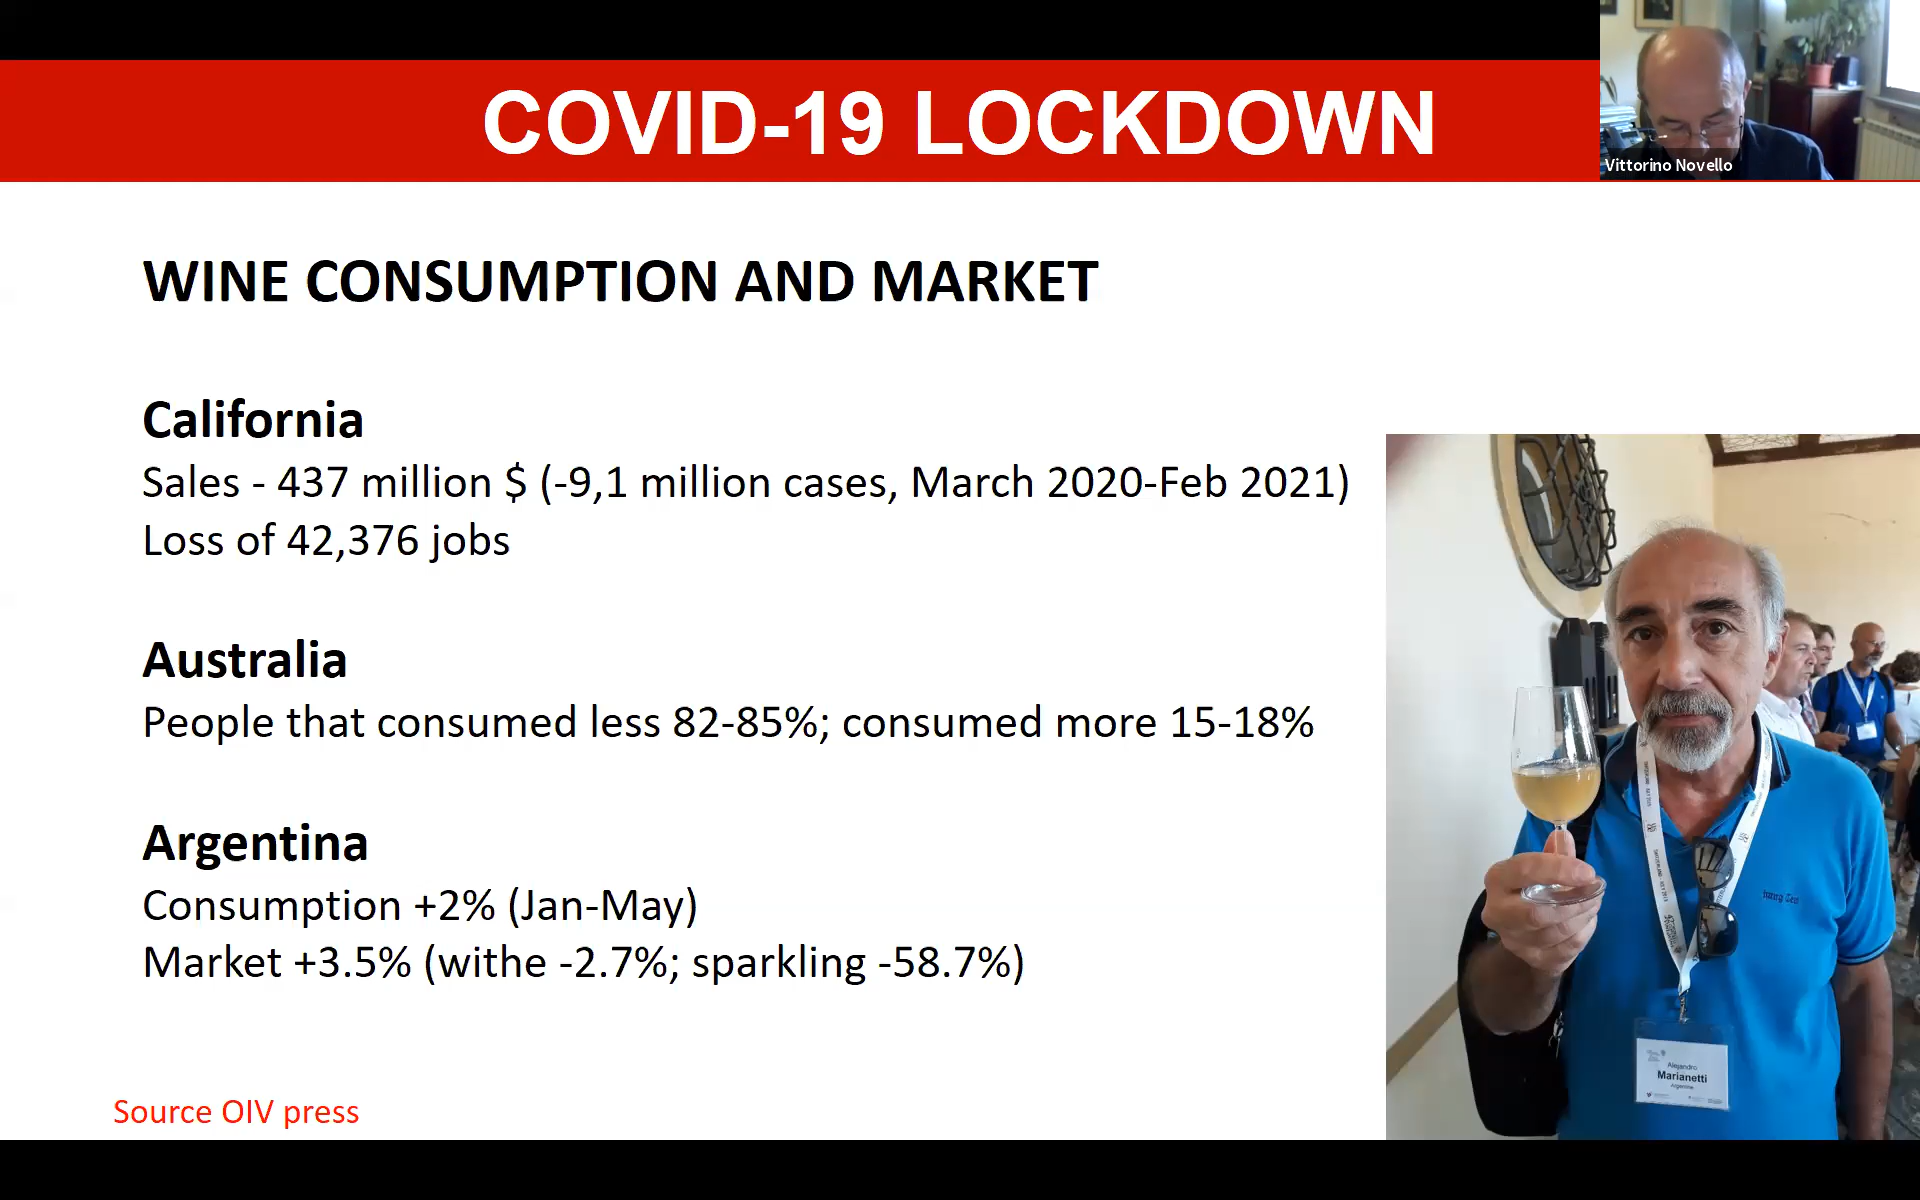 COVID-19 LOCKDOWN
Vittorino Novello
WINE CONSUMPTION AND MARKET
California
Sales - 437 million $ (-9,1 million cases, March 2020-Feb 2021)
Loss of 42,376 jobs
Australia
People that consumed less 82-85%; consumed more 15-18%
Argentina
Consumption +2% (Jan-May)
Market +3.5% (withe -2.7%; sparkling -58.7%)
Alejandro
Marianetti
Argentine
Source OIV press